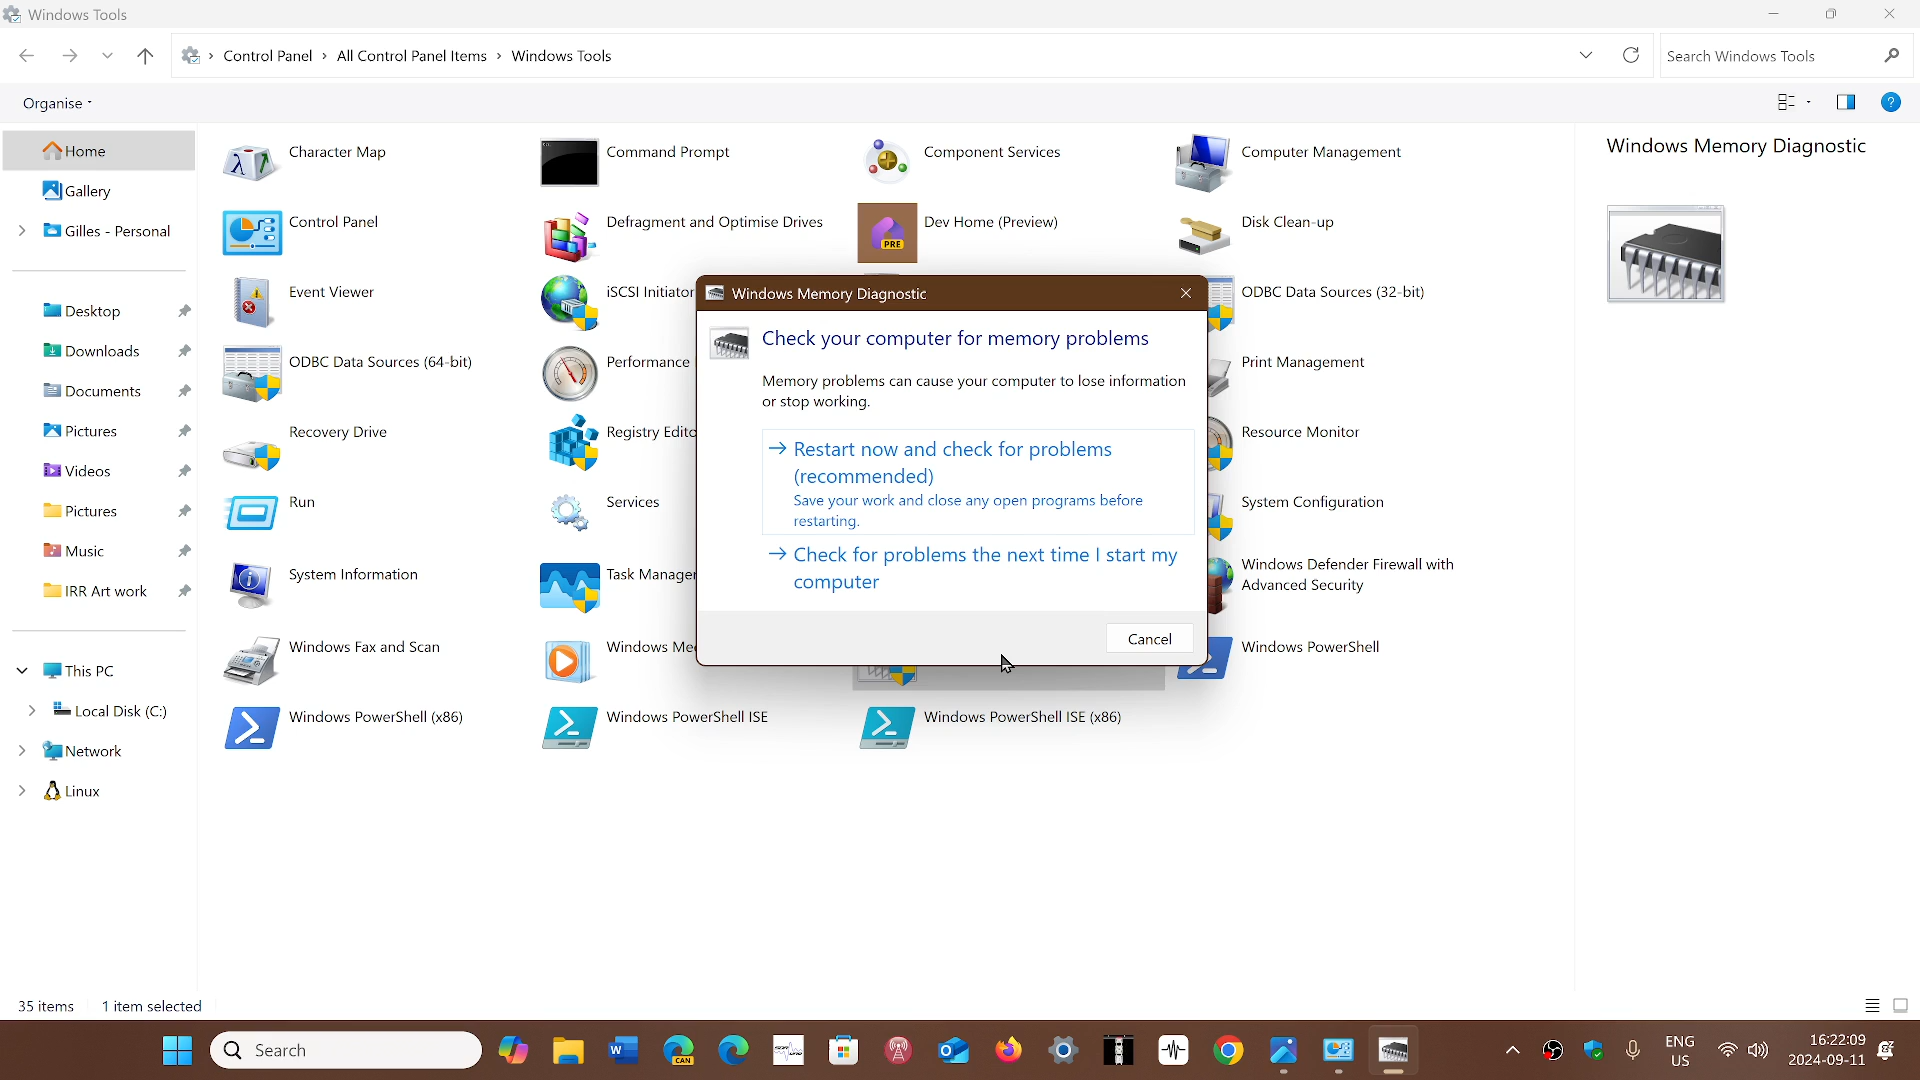 Windows Tools
Control Panel › All Control Panel Items › Windows Tools
Search Windows Tools
Organise
Home
Gallery
Gilles - Personal
Desktop
Downloads
Documents
Pictures
Videos
Pictures
Music
IRR Art work
This PC
Local Disk (C:)
Network
Linux
Character Map
Command Prompt
Component Services
Computer Management
Control Panel
Defragment and Optimise Drives
PRE
Dev Home (Preview)
Disk Clean-up
Event Viewer
iSCSI Initiator
ODBC Data Sources (32-bit)
ODBC Data Sources (64-bit)
Performance
Print Management
Recovery Drive
Registry Edito
Resource Monitor
Run
Services
System Configuration
System Information
Task Manager
Windows Defender Firewall with
Advanced Security
Windows Fax and Scan
Windows Me
Windows PowerShell
Windows PowerShell (x86)
Windows PowerShell ISE
Windows PowerShell ISE (x86)
Windows Memory Diagnostic
Check your computer for memory problems
Memory problems can cause your computer to lose information
or stop working.
Restart now and check for problems
(recommended)
Save your work and close any open programs before
restarting.
Check for problems the next time I start my
computer
Cancel
Windows Memory Diagnostic
35 items 1 item selected
Search
CAN
ENG
US
16:22:09
2024-09-11